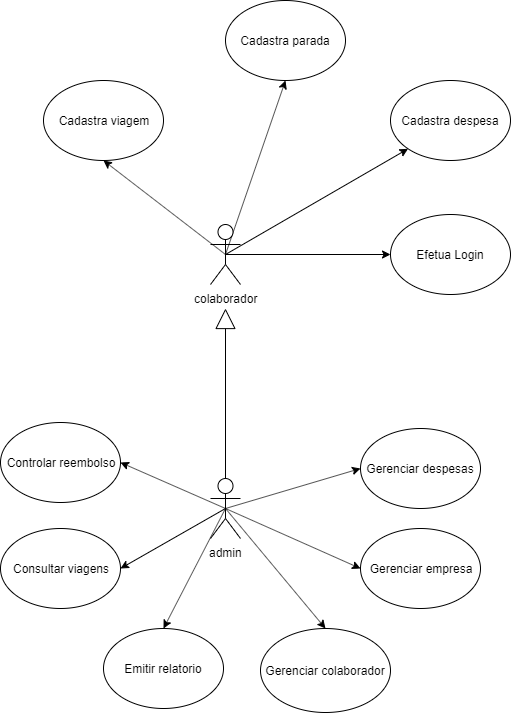 Cadastra parada
Cadastra viagem
Cadastra despesa
Efetua Login
colaborador
Controlar reembolso
Gerenciar despesas
admin
Consultar viagens
Gerenciar empresa
Emitir relatorio
Gerenciar colaborador